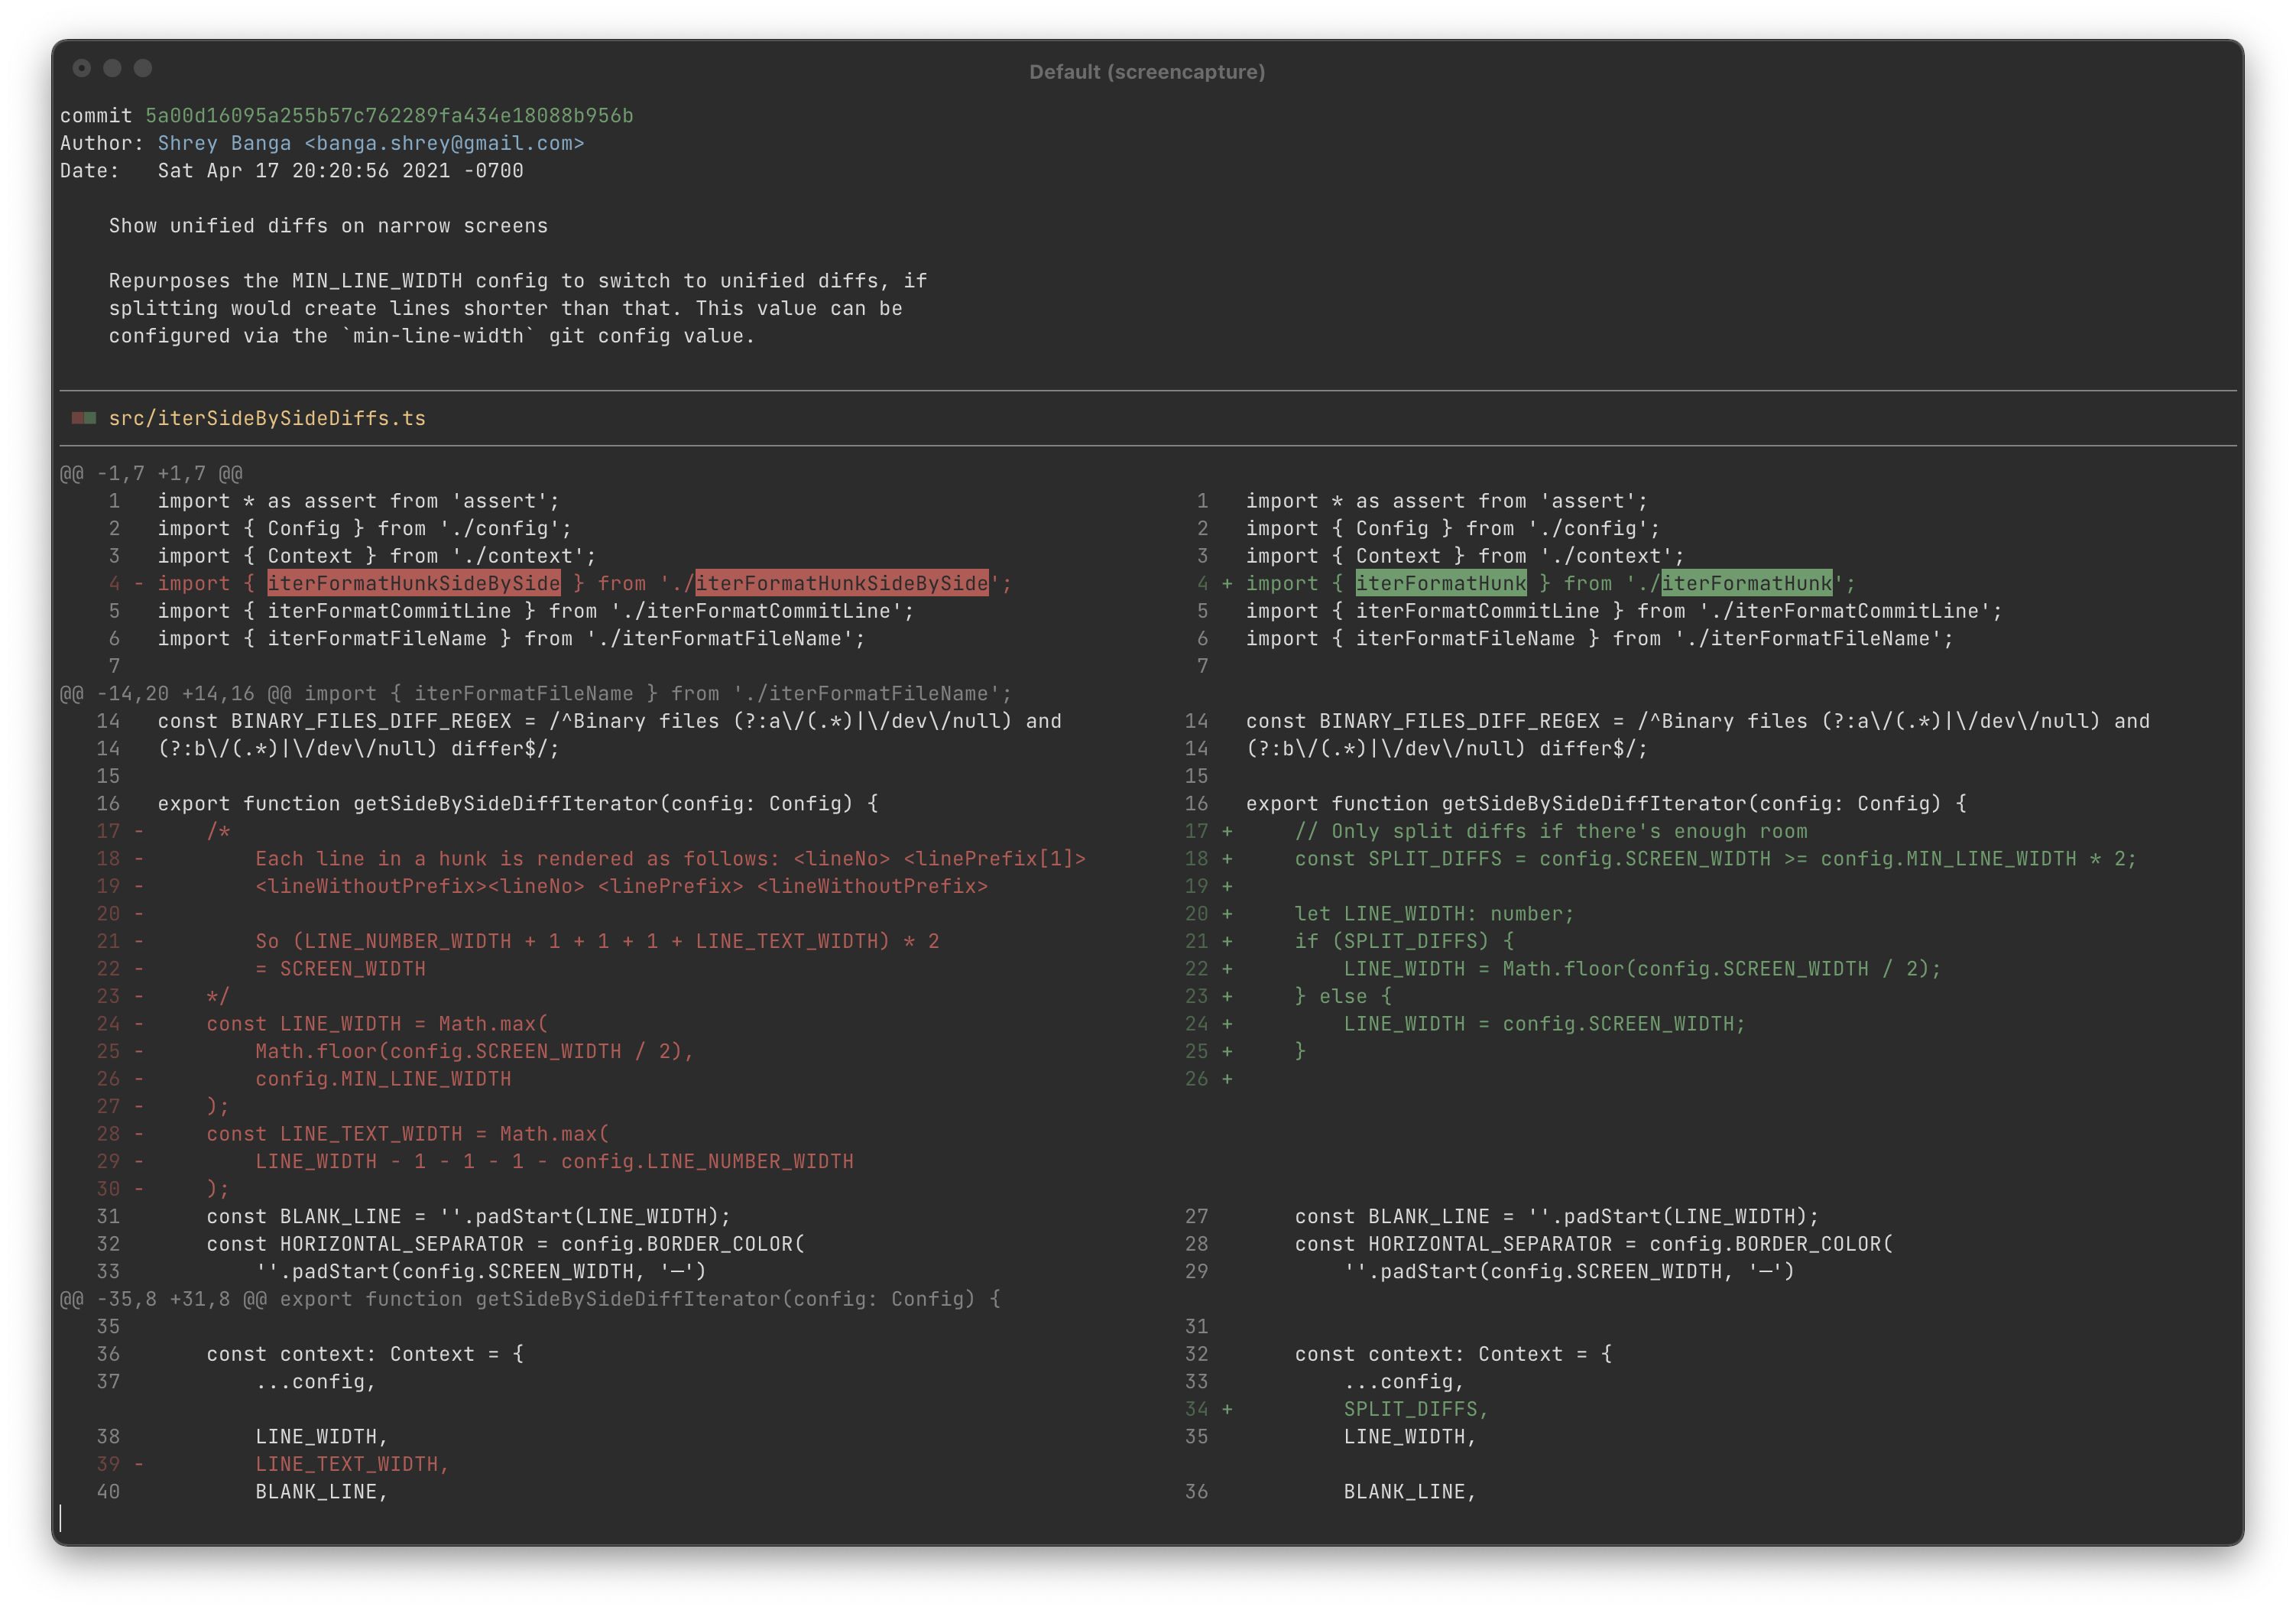 Default (screencapture)
commit 5a00d16095a255b57c762289fa434e18088b956b
Author: Shrey Banga <banga.shrey@gmail.com>
Date:   Sat Apr 17 20:20:56 2021 -0700
    Show unified diffs on narrow screens
    Repurposes the MIN_LINE_WIDTH config to switch to unified diffs, if
    splitting would create lines shorter than that. This value can be
    configured via the `min-line-width` git config value.
src/iterSideBySideDiffs.ts
@@ -1,7 +1,7 @@
1   import * as assert from 'assert';   1   import * as assert from 'assert';
2   import { Config } from './config';   2   import { Config } from './config';
3   import { Context } from './context';   3   import { Context } from './context';
4 - import { iterFormatHunkSideBySide } from './iterFormatHunkSideBySide';   4 + import { iterFormatHunk } from './iterFormatHunk';
5   import { iterFormatCommitLine } from './iterFormatCommitLine';   5   import { iterFormatCommitLine } from './iterFormatCommitLine';
6   import { iterFormatFileName } from './iterFormatFileName';   6   import { iterFormatFileName } from './iterFormatFileName';
7   7
@@ -14,20 +14,16 @@ import { iterFormatFileName } from './iterFormatFileName';
14   const BINARY_FILES_DIFF_REGEX = /^Binary files (?:a\/(.*)|\/dev\/null) and   14   const BINARY_FILES_DIFF_REGEX = /^Binary files (?:a\/(.*)|\/dev\/null) and
14   (?:b\/(.*)|\/dev\/null) differ$/;   14   (?:b\/(.*)|\/dev\/null) differ$/;
15   15
16   export function getSideBySideDiffIterator(config: Config) {   16   export function getSideBySideDiffIterator(config: Config) {
17 -     /*   17 +     // Only split diffs if there's enough room
18 -         Each line in a hunk is rendered as follows: <lineNo> <linePrefix[1]>   18 +     const SPLIT_DIFFS = config.SCREEN_WIDTH >= config.MIN_LINE_WIDTH * 2;
19 -         <lineWithoutPrefix><lineNo> <linePrefix> <lineWithoutPrefix>   19 +
20 -   20 +     let LINE_WIDTH: number;
21 -         So (LINE_NUMBER_WIDTH + 1 + 1 + 1 + LINE_TEXT_WIDTH) * 2   21 +     if (SPLIT_DIFFS) {
22 -         = SCREEN_WIDTH   22 +         LINE_WIDTH = Math.floor(config.SCREEN_WIDTH / 2);
23 -     */   23 +     } else {
24 -     const LINE_WIDTH = Math.max(   24 +         LINE_WIDTH = config.SCREEN_WIDTH;
25 -         Math.floor(config.SCREEN_WIDTH / 2),   25 +     }
26 -         config.MIN_LINE_WIDTH   26 +
27 -     );
28 -     const LINE_TEXT_WIDTH = Math.max(
29 -         LINE_WIDTH - 1 - 1 - 1 - config.LINE_NUMBER_WIDTH
30 -     );
31       const BLANK_LINE = ''.padStart(LINE_WIDTH);   27       const BLANK_LINE = ''.padStart(LINE_WIDTH);
32       const HORIZONTAL_SEPARATOR = config.BORDER_COLOR(   28       const HORIZONTAL_SEPARATOR = config.BORDER_COLOR(
33           ''.padStart(config.SCREEN_WIDTH, '─')   29           ''.padStart(config.SCREEN_WIDTH, '─')
@@ -35,8 +31,8 @@ export function getSideBySideDiffIterator(config: Config) {
35   31
36       const context: Context = {   32       const context: Context = {
37           ...config,   33           ...config,
34 +         SPLIT_DIFFS,
38           LINE_WIDTH,   35           LINE_WIDTH,
39 -         LINE_TEXT_WIDTH,
40           BLANK_LINE,   36           BLANK_LINE,